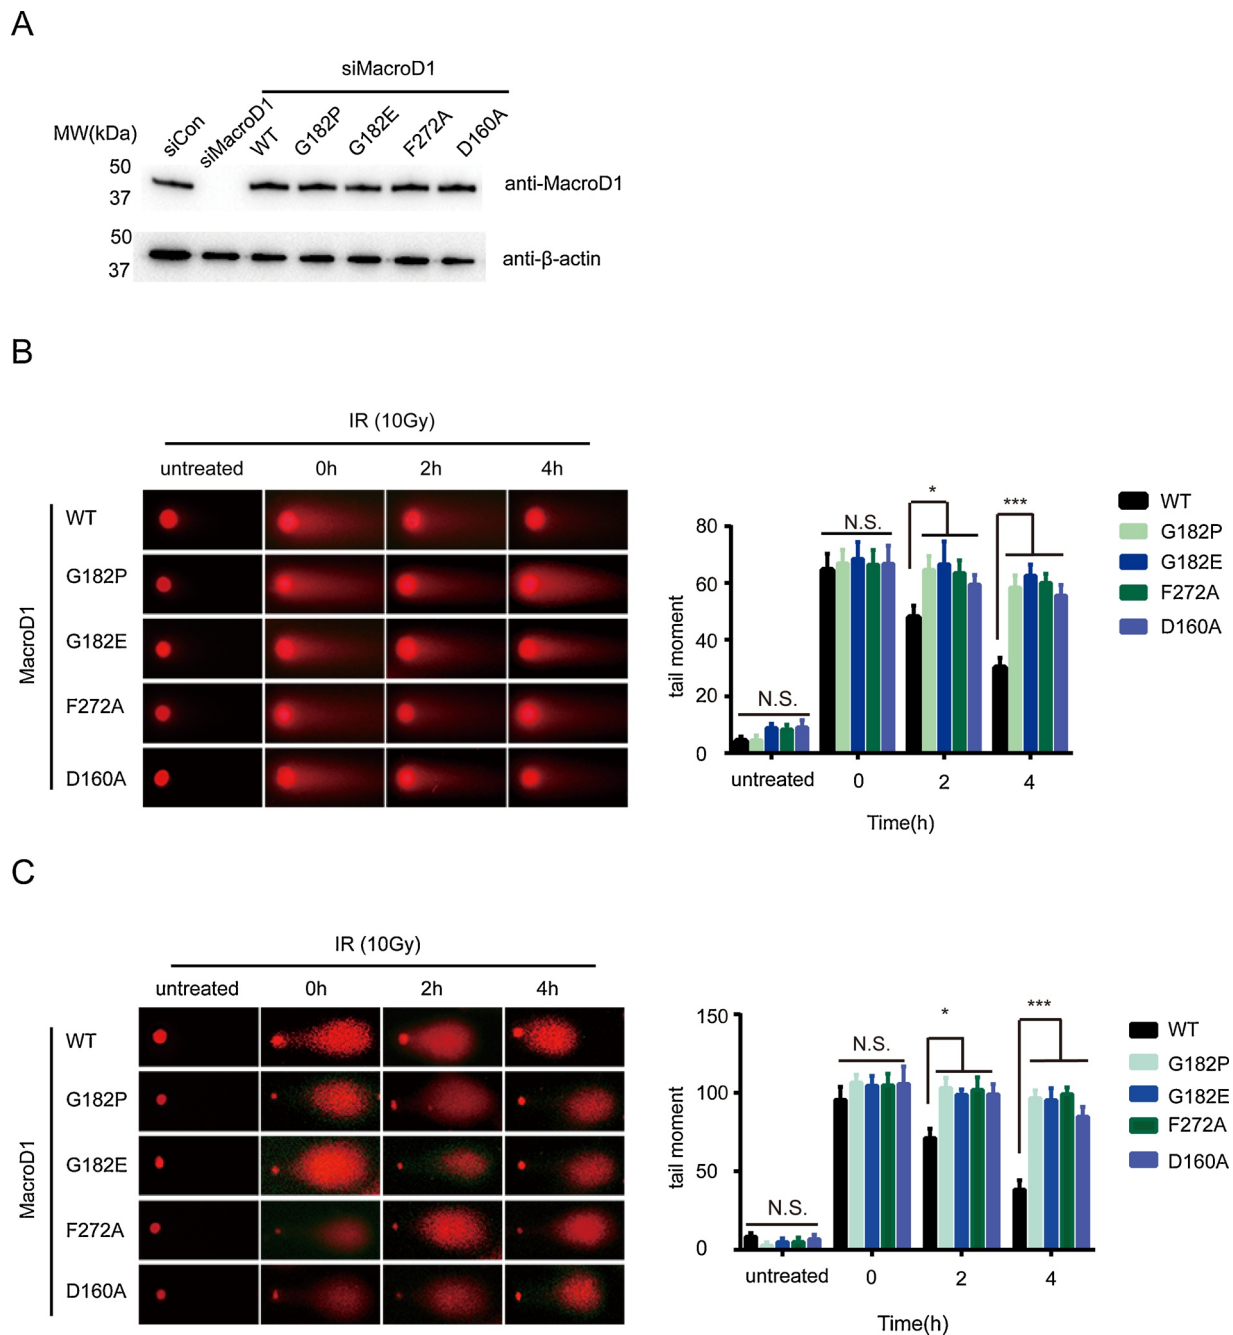 A
siMacroD1
MW(kDa)
siCon
siMacroD1
WT
G182P
G182E
F272A
D160A
50
37
anti-MacroD1
50
37
anti-β-actin
B
IR (10Gy)
untreated 0h 2h 4h
MacroD1
WT
G182P
G182E
F272A
D160A
tail moment
80
60
40
20
0
N.S.
N.S.
*
***
untreated 0 2 4
Time(h)
WT
G182P
G182E
F272A
D160A
C
IR (10Gy)
untreated 0h 2h 4h
MacroD1
WT
G182P
G182E
F272A
D160A
tail moment
150
100
50
0
N.S.
N.S.
*
***
untreated 0 2 4
Time(h)
WT
G182P
G182E
F272A
D160A